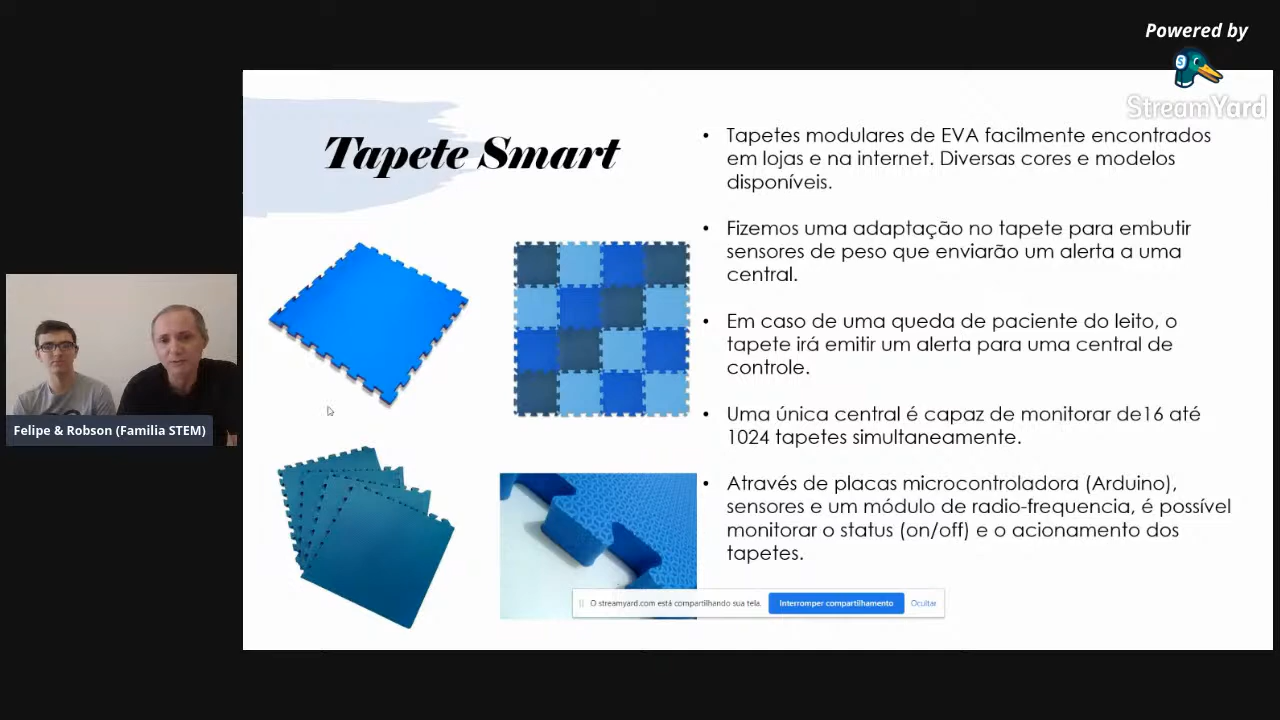 Powered by
StreamYard
Tapete Smart
• Tapetes modulares de EVA facilmente encontrados
em lojas e na internet. Diversas cores e modelos
disponíveis.
• Fizemos uma adaptação no tapete para embutir
sensores de peso que enviarão um alerta a uma
central.
• Em caso de uma queda de paciente do leito, o
tapete irá emitir um alerta para uma central de
controle.
• Uma única central é capaz de monitorar de16 até
1024 tapetes simultaneamente.
• Através de placas microcontroladora (Arduino),
sensores e um módulo de radio-frequencia, é possível
monitorar o status (on/off) e o acionamento dos
tapetes.
Felipe & Robson (Familia STEM)
O streamyard.com está compartilhando sua tela. Interromper compartilhamento Ocultar